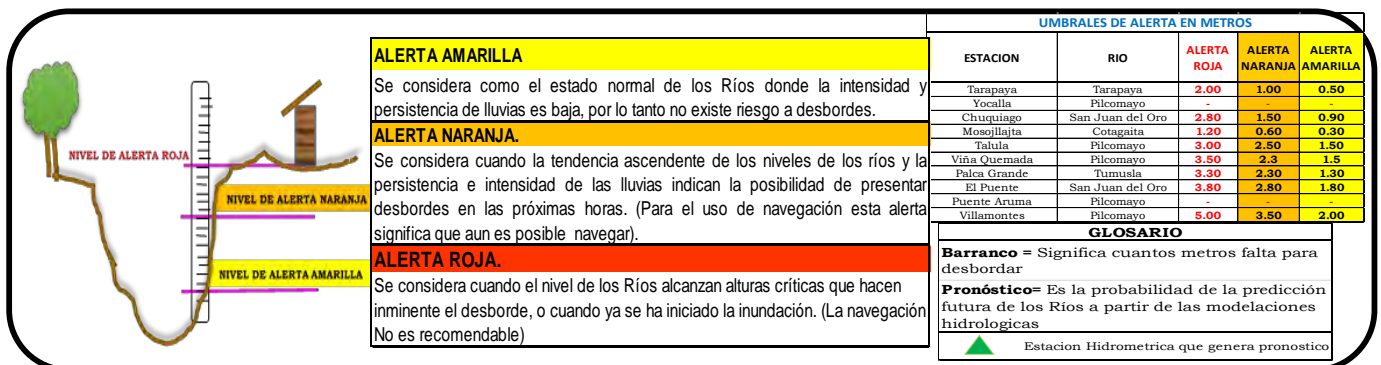 NIVEL DE ALERTA ROJA
NIVEL DE ALERTA NARANJA
NIVEL DE ALERTA AMARILLA
ALERTA AMARILLA
Se considera como el estado normal de los Ríos donde la intensidad y
persistencia de lluvias es baja, por lo tanto no existe riesgo a desbordes.
ALERTA NARANJA.
Se considera cuando la tendencia ascendente de los niveles de los ríos y la
persistencia e intensidad de las lluvias indican la posibilidad de presentar
desbordes en las próximas horas. (Para el uso de navegación esta alerta
significa que aun es posible navegar).
ALERTA ROJA.
Se considera cuando el nivel de los Ríos alcanzan alturas críticas que hacen
inminente el desborde, o cuando ya se ha iniciado la inundación. (La navegación
No es recomendable)
UMBRALES DE ALERTA EN METROS
ESTACION RIO ALERTA ROJA ALERTA NARANJA ALERTA AMARILLA
Tarapaya Tarapaya 2.00 1.00 0.50
Yocalla Pilcomayo - - -
Chuquiago San Juan del Oro 2.80 1.50 0.90
Mosojllajta Cotagaita 1.20 0.60 0.30
Talula Pilcomayo 3.00 2.50 1.50
Viña Quemada Pilcomayo 3.50 2.3 1.5
Palca Grande Tumusla 3.30 2.30 1.30
El Puente San Juan del Oro 3.80 2.80 1.80
Puente Aruma Pilcomayo - - -
Villamontes Pilcomayo 5.00 3.50 2.00
GLOSARIO
Barranco = Significa cuantos metros falta para
desbordar
Pronóstico= Es la probabilidad de la predicción
futura de los Ríos a partir de las modelaciones
hidrologicas
Estacion Hidrometrica que genera pronostico